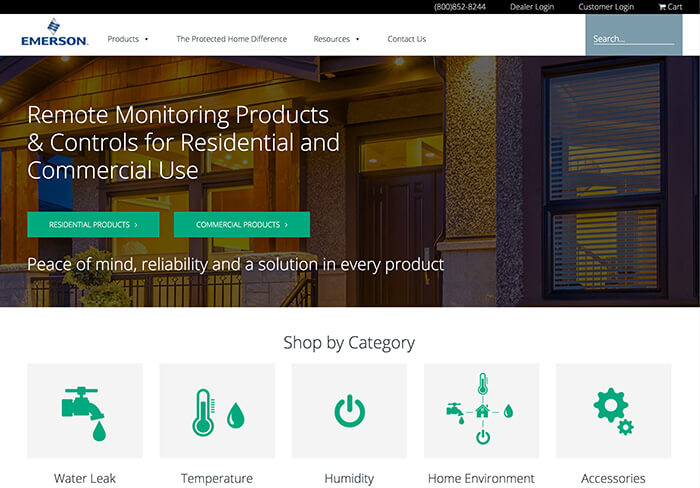 (800)852-8244 Dealer Login Customer Login Cart
EMERSON.
Products The Protected Home Difference Resources Contact Us
Search...
Remote Monitoring Products
& Controls for Residential and
Commercial Use
RESIDENTIAL PRODUCTS >
COMMERCIAL PRODUCTS >
Peace of mind, reliability and a solution in every product
Shop by Category
Water Leak
Temperature
Humidity
Home Environment
Accessories